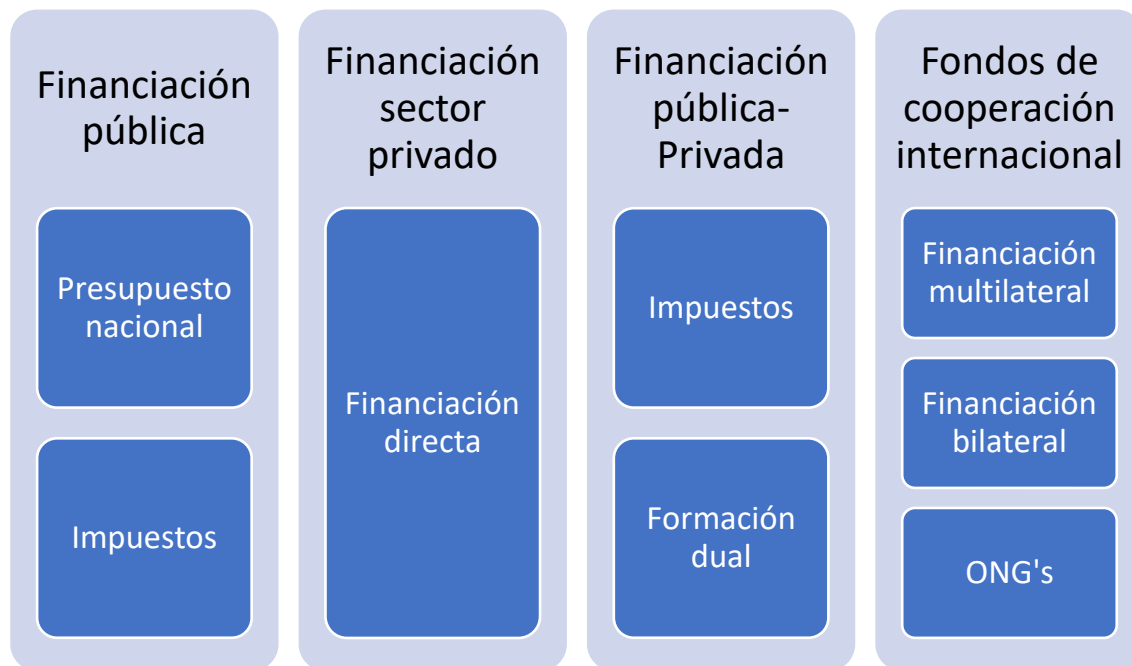 Financiación
pública
Presupuesto
nacional
Impuestos
Financiación
sector
privado
Financiación
directa
Financiación
pública-
Privada
Impuestos
Formación
dual
Fondos de
cooperación
internacional
Financiación
multilateral
Financiación
bilateral
ONG's